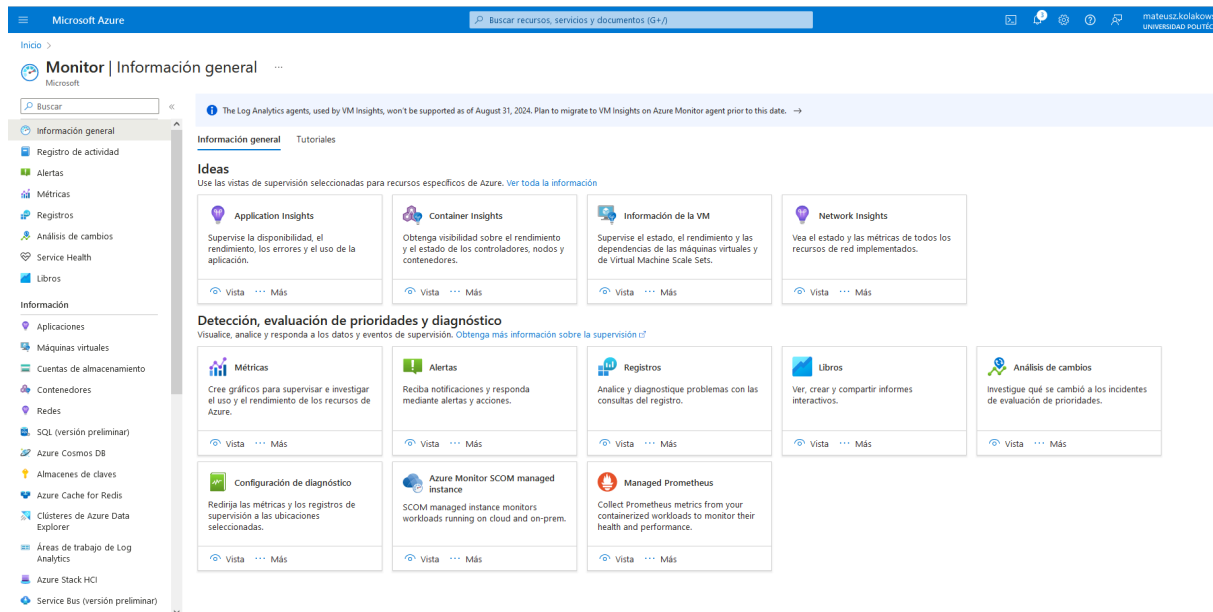 Microsoft Azure
Buscar recursos, servicios y documentos (G+/)
3
mateusz.kolakows
UNIVERSIDAD POLITÉC
Inicio >
Monitor | Información general ...
Microsoft
Buscar
«
The Log Analytics agents, used by VM Insights, won't be supported as of August 31, 2024. Plan to migrate to VM Insights on Azure Monitor agent prior to this date. →
Información general
Registro de actividad
Alertas
Métricas
Registros
Análisis de cambios
Service Health
Libros
Información
Aplicaciones
Máquinas virtuales
Cuentas de almacenamiento
Contenedores
Redes
SQL (versión preliminar)
Azure Cosmos DB
Almacenes de claves
Azure Cache for Redis
Clústeres de Azure Data
Explorer
Áreas de trabajo de Log
Analytics
Azure Stack HCI
Service Bus (versión preliminar)
Información general Tutoriales
Ideas
Use las vistas de supervisión seleccionadas para recursos específicos de Azure. Ver toda la información
Application Insights
Supervise la disponibilidad, el
rendimiento, los errores y el uso de la
aplicación.
Vista ... Más
Container Insights
Obtenga visibilidad sobre el rendimiento
y el estado de los controladores, nodos y
contenedores.
Vista ... Más
Información de la VM
Supervise el estado, el rendimiento y las
dependencias de las máquinas virtuales y
de Virtual Machine Scale Sets.
Vista ... Más
Network Insights
Vea el estado y las métricas de todos los
recursos de red implementados.
Vista ... Más
Detección, evaluación de prioridades y diagnóstico
Visualice, analice y responda a los datos y eventos de supervisión. Obtenga más información sobre la supervisión
Métricas
Cree gráficos para supervisar e investigar
el uso y el rendimiento de los recursos de
Azure.
Vista ... Más
Alertas
Reciba notificaciones y responda
mediante alertas y acciones.
Vista ... Más
Registros
Analice y diagnostique problemas con las
consultas del registro.
Vista ... Más
Libros
Ver, crear y compartir informes
interactivos.
Vista ... Más
Análisis de cambios
Investigue qué se cambió a los incidentes
de evaluación de prioridades.
Vista ... Más
Configuración de diagnóstico
Redirija las métricas y los registros de
supervisión a las ubicaciones
seleccionadas.
Vista ... Más
Azure Monitor SCOM managed
instance
SCOM managed instance monitors
workloads running on cloud and on-prem.
Vista ... Más
Managed Prometheus
Collect Prometheus metrics from your
containerized workloads to monitor their
health and performance.
Vista ... Más